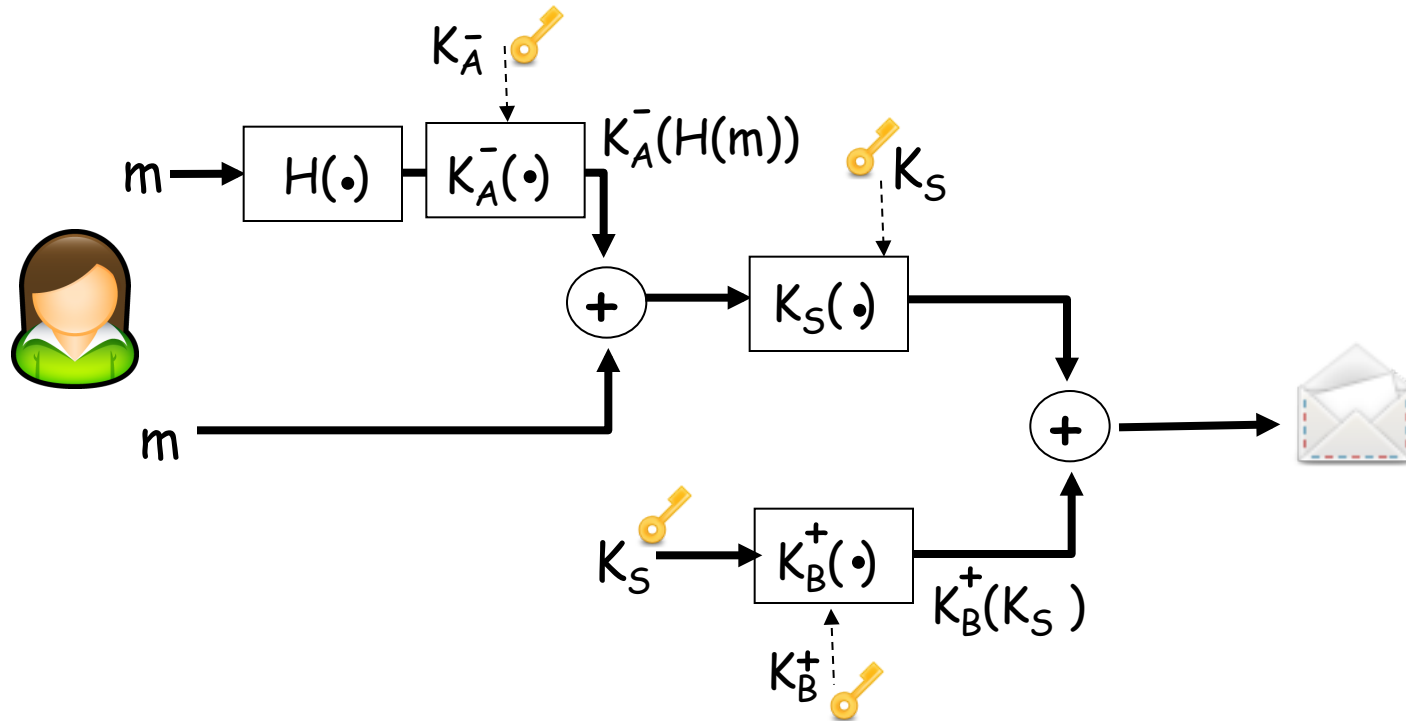 K_A^-
K_A^-(H(m))
m
H(•)
K_A^-(•)
K_S
+
K_S(•)
m
+
K_S
K_B^+(•)
K_B^+(K_S )
K_B^+